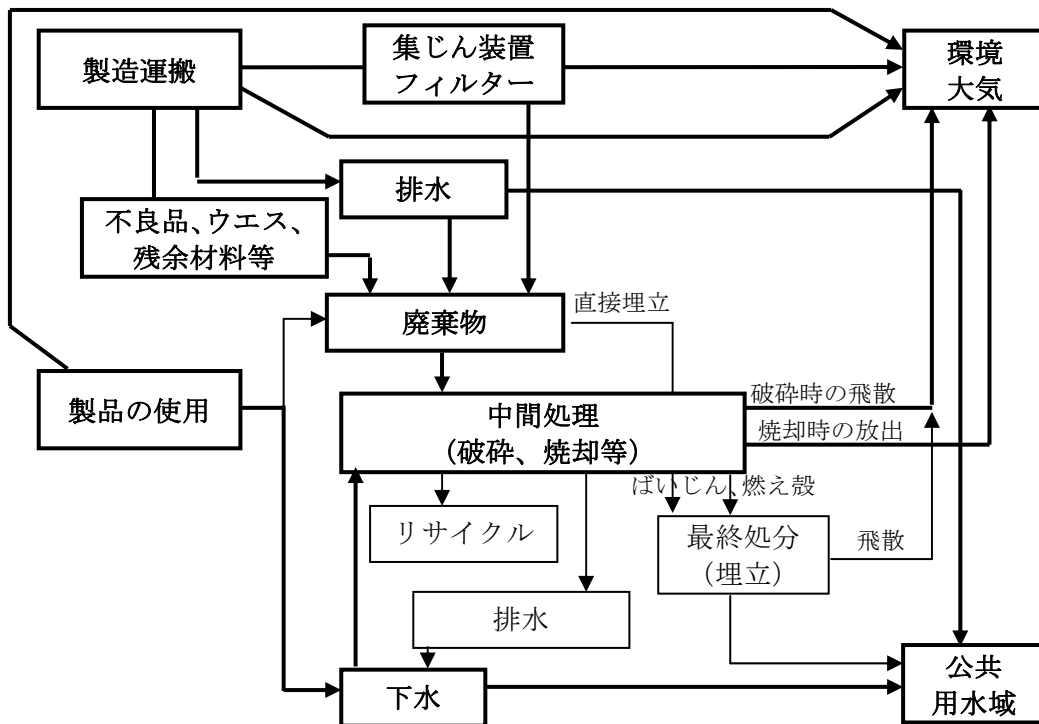 製造運搬
集じん装置
フィルター
環境
大気
排水
不良品、ウエス、
残余材料等
廃棄物
直接埋立
製品の使用
中間処理
（破砕、焼却等）
破砕時の飛散
焼却時の放出
ばいじん、燃え殻
リサイクル
最終処分
（埋立）
飛散
排水
下水
公共
用水域